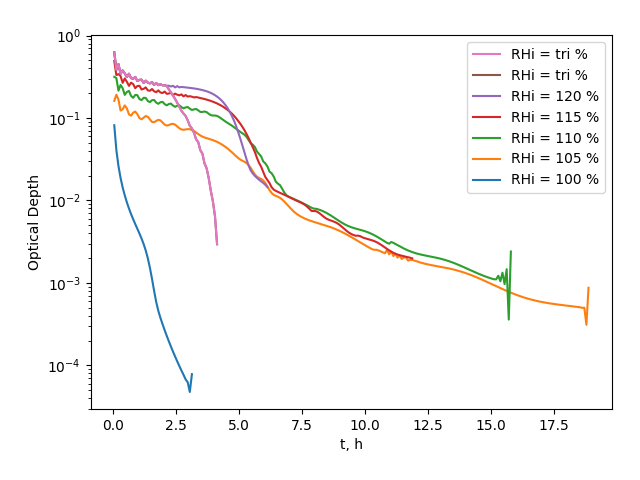 10⁰
10⁻¹
10⁻²
10⁻³
10⁻⁴
Optical Depth
RHi = tri %
RHi = tri %
RHi = 120 %
RHi = 115 %
RHi = 110 %
RHi = 105 %
RHi = 100 %
0.0 2.5 5.0 7.5 10.0 12.5 15.0 17.5
t, h